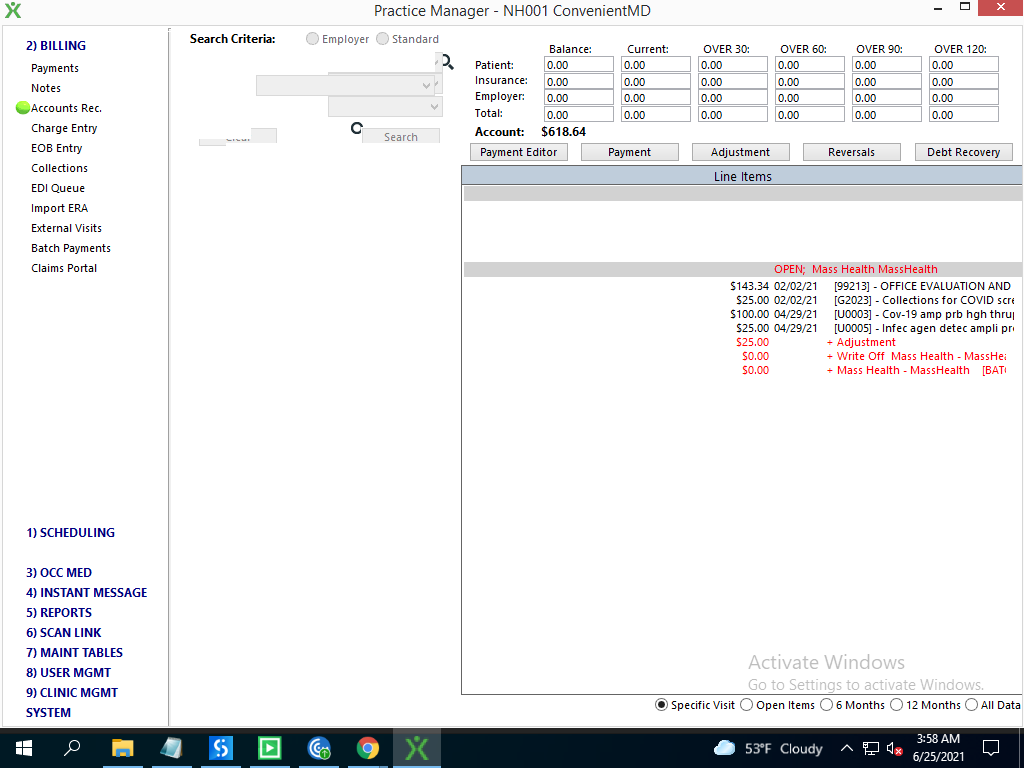 Practice Manager - NH001 ConvenientMD
2) BILLING
Payments
Notes
Accounts Rec.
Charge Entry
EOB Entry
Collections
EDI Queue
Import ERA
External Visits
Batch Payments
Claims Portal
1) SCHEDULING
3) OCC MED
4) INSTANT MESSAGE
5) REPORTS
6) SCAN LINK
7) MAINT TABLES
8) USER MGMT
9) CLINIC MGMT
SYSTEM
Search Criteria: Employer Standard
Search
Balance: Current: OVER 30: OVER 60: OVER 90: OVER 120:
Patient: 0.00 0.00 0.00 0.00 0.00 0.00
Insurance: 0.00 0.00 0.00 0.00 0.00 0.00
Employer: 0.00 0.00 0.00 0.00 0.00 0.00
Total: 0.00 0.00 0.00 0.00 0.00 0.00
Account: $618.64
Payment Editor Payment Adjustment Reversals Debt Recovery
Line Items
OPEN; Mass Health MassHealth
$143.34 02/02/21 [99213] - OFFICE EVALUATION AND
$25.00 02/02/21 [G2023] - Collections for COVID scre
$100.00 04/29/21 [U0003] - Cov-19 amp prb hgh thrup
$25.00 04/29/21 [U0005] - Infec agen detec ampli pr
$25.00 + Adjustment
$0.00 + Write Off Mass Health - MassHea
$0.00 + Mass Health - MassHealth [BATC
Activate Windows
Go to Settings to activate Windows.
Specific Visit Open Items 6 Months 12 Months All Data
53°F Cloudy
3:58 AM
6/25/2021